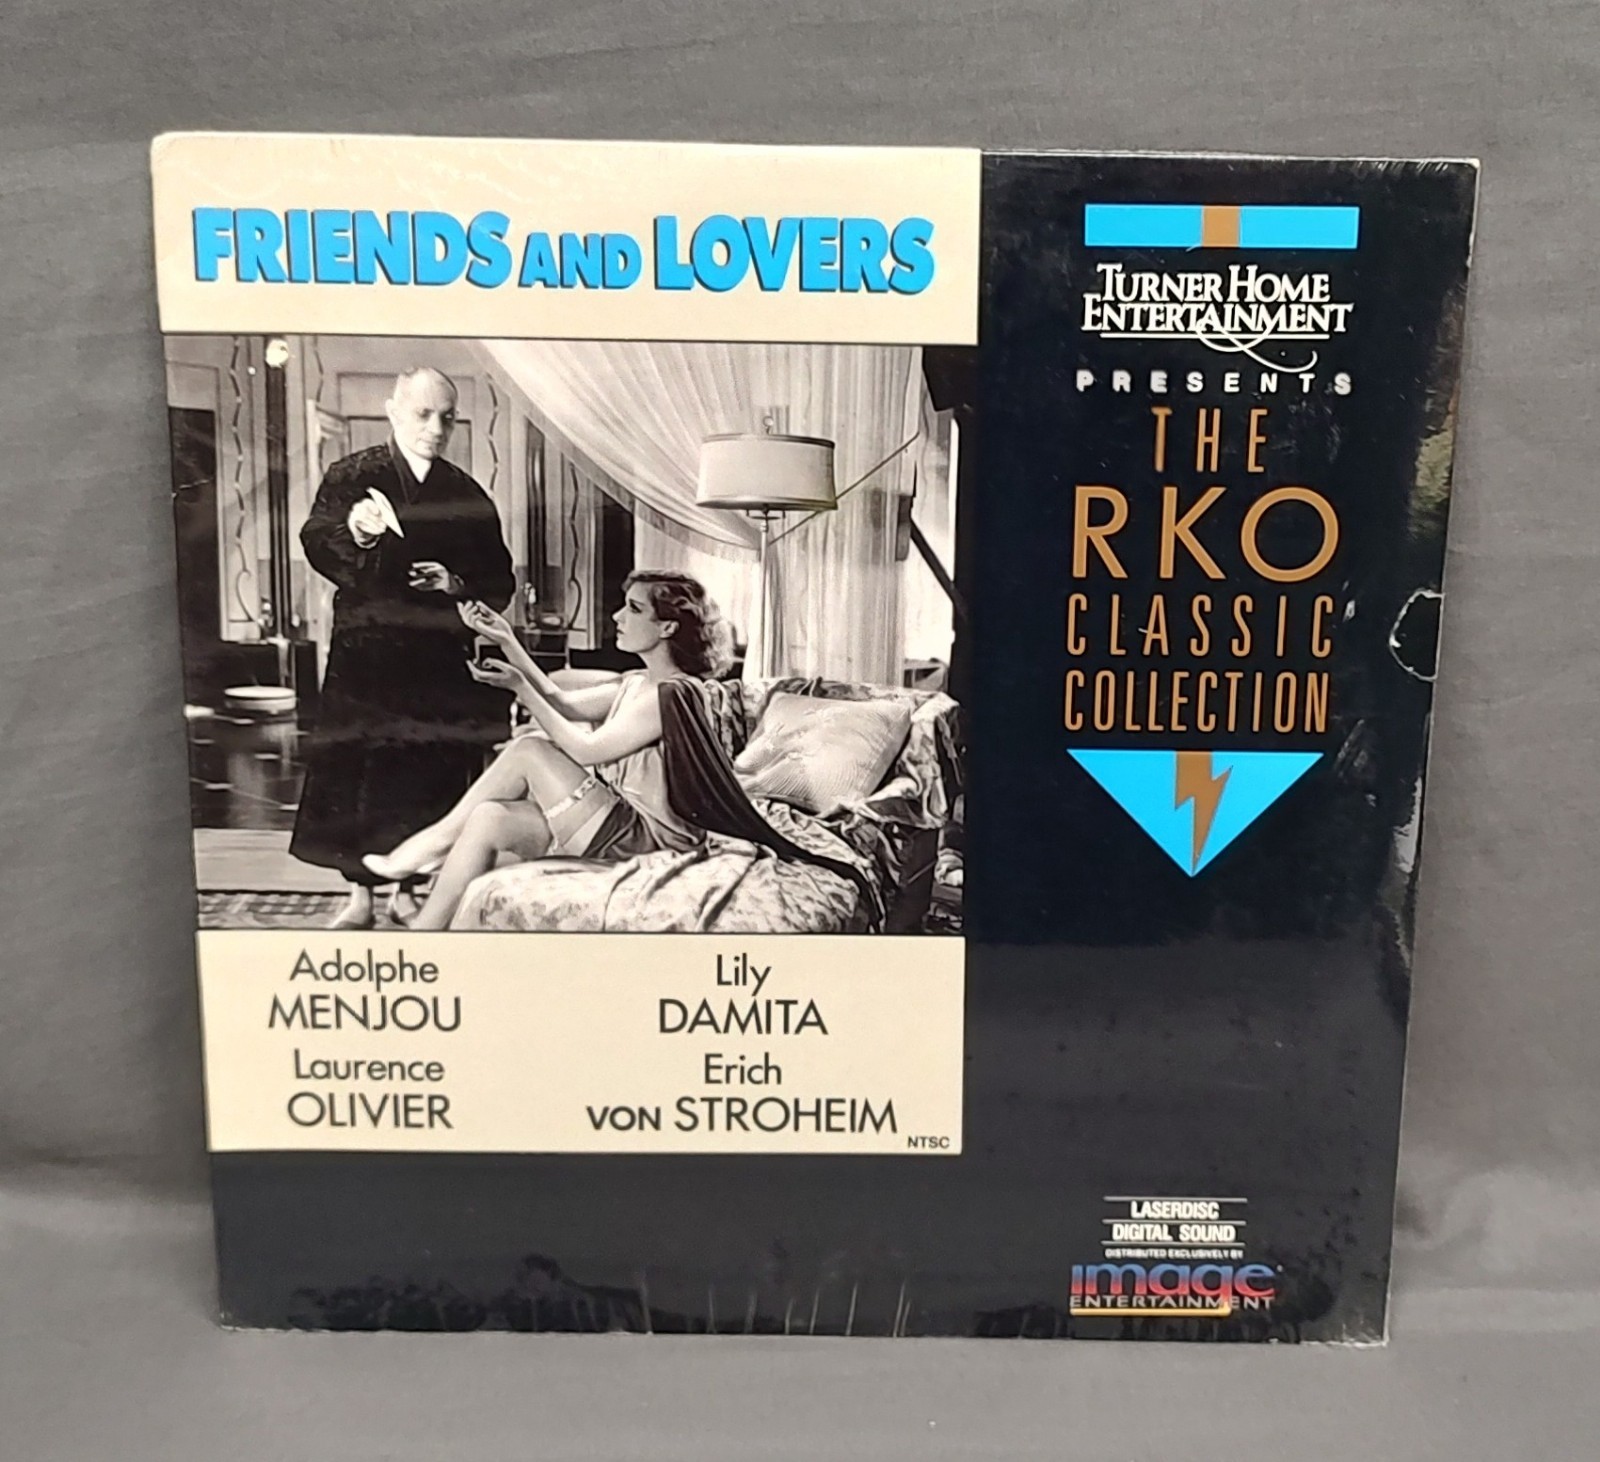 FRIENDS AND LOVERS
Adolphe
MENJOU
Lily
DAMITA
Laurence
OLIVIER
Erich
VON STROHEIM
NTSC
TURNER HOME
ENTERTAINMENT
PRESENTS
THE
RKO
CLASSIC
COLLECTION
LASERDISC
DIGITAL SOUND
DISTRIBUTED EXCLUSIVELY BY
image
ENTERTAINMENT